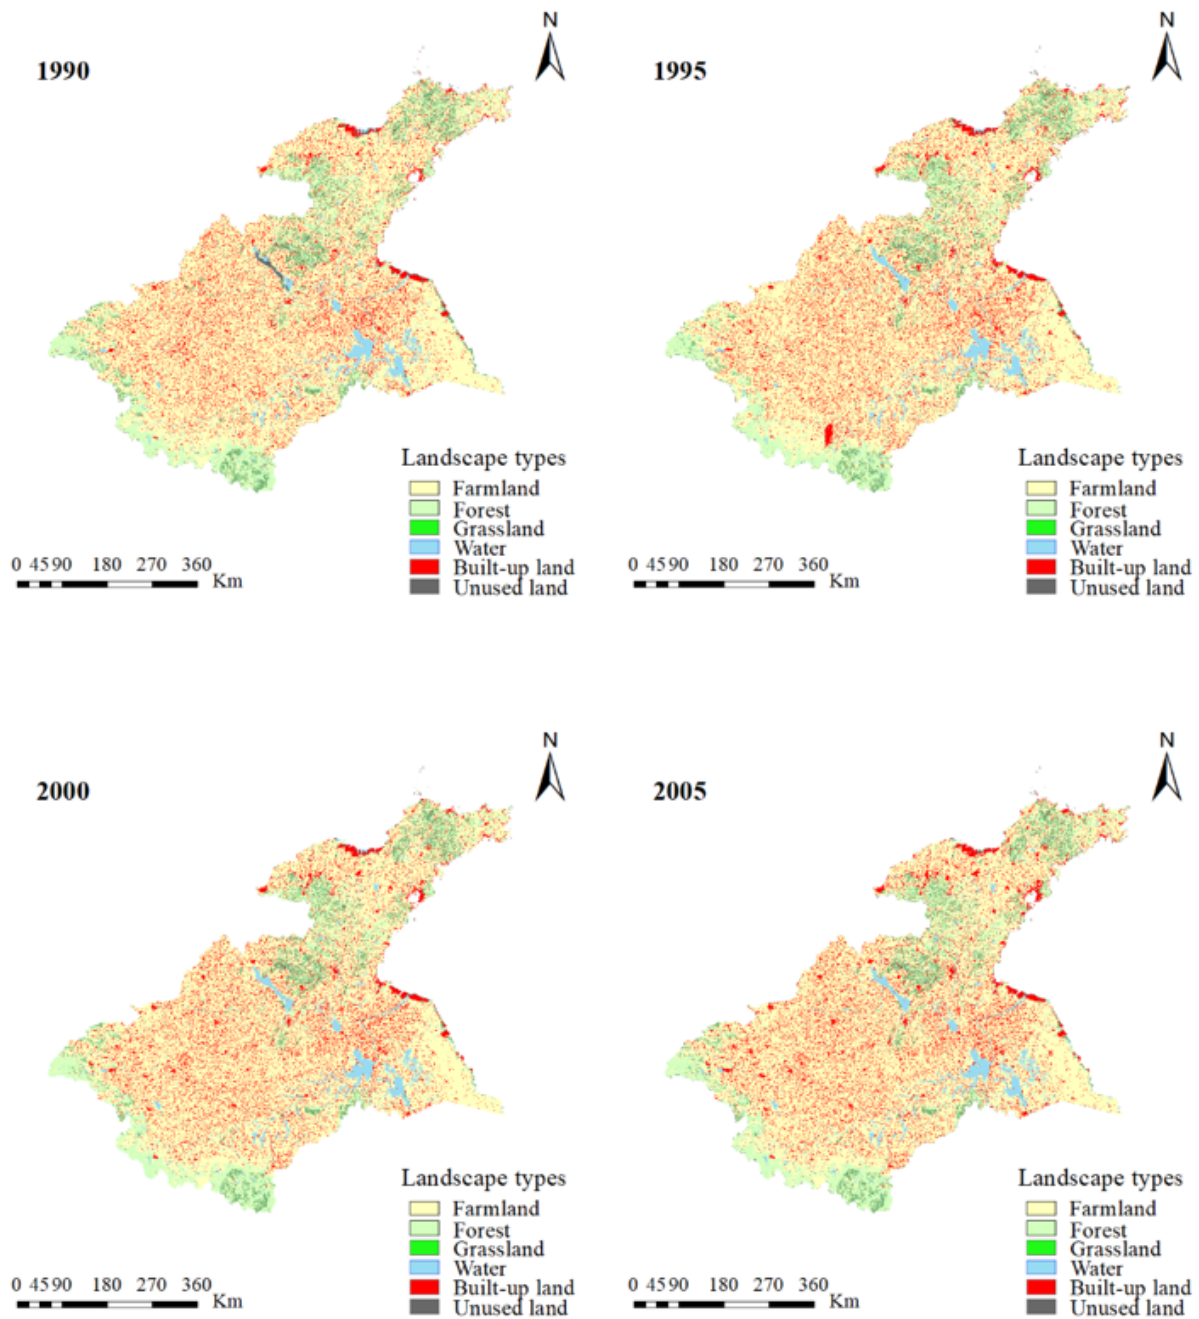 N
1990
Landscape types
Farmland
Forest
Grassland
Water
Built-up land
Unused land
0 4590 180 270 360
Km
N
1995
Landscape types
Farmland
Forest
Grassland
Water
Built-up land
Unused land
0 4590 180 270 360
Km
N
2000
Landscape types
Farmland
Forest
Grassland
Water
Built-up land
Unused land
0 4590 180 270 360
Km
N
2005
Landscape types
Farmland
Forest
Grassland
Water
Built-up land
Unused land
0 4590 180 270 360
Km